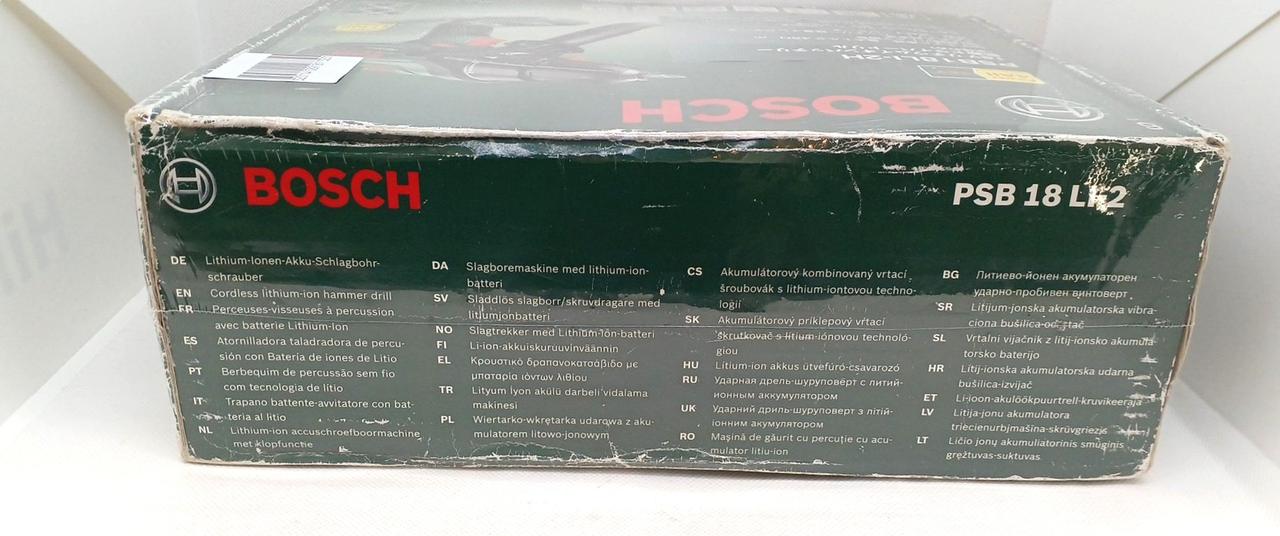 BOSCH
BOSCH
PSB 18 LI-2
DE Lithium-Ionen-Akku-Schlagbohr-
schrauber
EN Cordless lithium-ion hammer drill
FR Perceuses-visseuses à percussion
avec batterie Lithium-Ion
ES Atornilladora taladradora de percu-
sión con Batería de iones de Litio
PT Berbequim de percussão sem fio
com tecnologia de lítio
IT Trapano battente-avvitatore con bat-
teria al litio
NL Lithium-ion accuschroefboormachine
met klopfunctie
DA Slagboremaskine med lithium-ion-
batteri
SV Sladdlös slagborr/skruvdragare med
litiumjonbatteri
NO Slagtrekker med Lithium-ion-batteri
FI Li-ion-akkuiskuruuvinväännin
EL Κρουστικό δραπανοκατσάβιδο με
μπαταρία ιόντων λιθίου
TR Lityum iyon akülü darbeli vidalama
makinesi
PL Wiertarko-wkrętarka udarowa z aku-
mulatorem litowo-jonowym
CS Akumulátorový kombinovaný vrtací
šroubovák s lithium-iontovou techno-
logií
SK Akumulátorový príklepový vŕtací
skrutkovač s lítium-iónovou technoló-
giou
HU Lítium-ion akkus ütvefúró-csavarozó
RU Ударная дрель-шуруповерт с литий-
ионным аккумулятором
UK Ударний дриль-шуруповерт з літій-
іонним акумулятором
RO Maşină de găurit cu percuţie cu acu-
mulator litiu-ion
BG Литиево-йонен акумулаторен
ударно-пробивен винтоверт
SR Litijum-jonska akumulatorska vibra-
ciona bušilica-
SL Vrtalni vijačnik z litij-ionsko akumula
torsko baterijo
HR Litij-ionska akumulatorska udarna
bušilica-izvijač
ET Li-ioon-akulöökpuurtrell-kruvikeeraja
LV Litija-jonu akumulatora
triecienurbjmašīna-skrūvgriezis
LT Ličio jonų akumuliatorinis smūginis
gręžtuvas-suktuvas